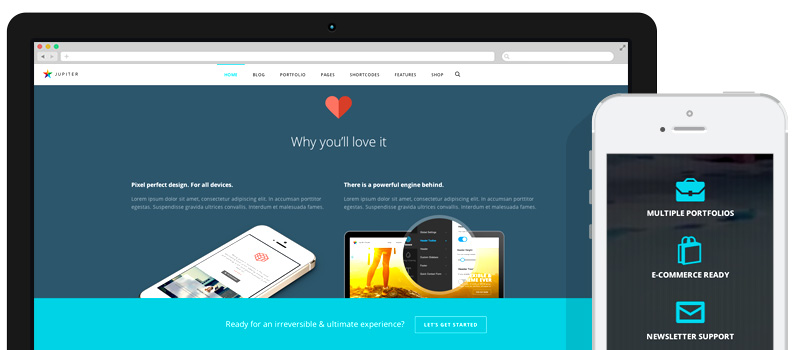 JUPITER
HOME BLOG PORTFOLIO PAGES SHORTCODES FEATURES SHOP
Why you'll love it
Pixel perfect design. For all devices.
Lorem ipsum dolor sit amet, consectetur adipiscing elit. In accumsan porttitor
egestas. Suspendisse gravida ultrices convallis. Interdum et malesuada fames.
There is a powerful engine behind.
Lorem ipsum dolor sit amet, consectetur adipiscing elit. In accumsan porttitor
egestas. Suspendisse gravida ultrices convallis. Interdum et malesuada fames.
Ready for an irreversible & ultimate experience?
LET'S GET STARTED
MULTIPLE PORTFOLIOS
E-COMMERCE READY
NEWSLETTER SUPPORT